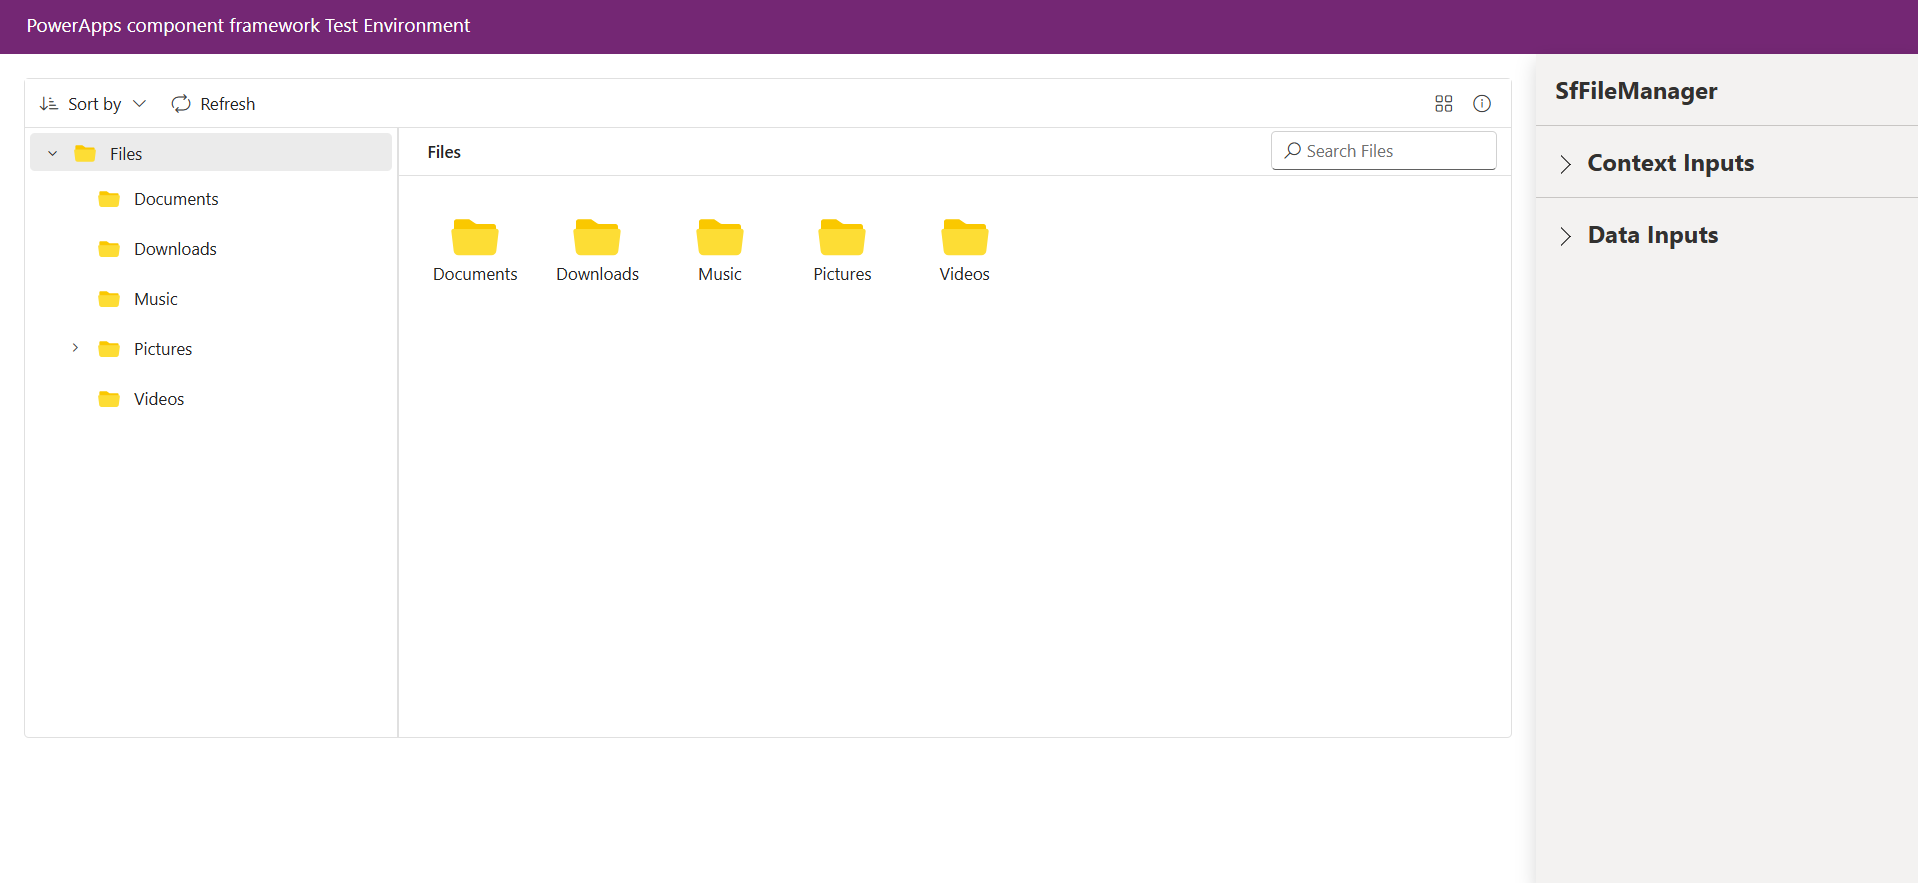 PowerApps component framework Test Environment
Sort by
Refresh
Files
Documents
Downloads
Music
Pictures
Videos
Files
Search Files
Documents
Downloads
Music
Pictures
Videos
SfFileManager
Context Inputs
Data Inputs